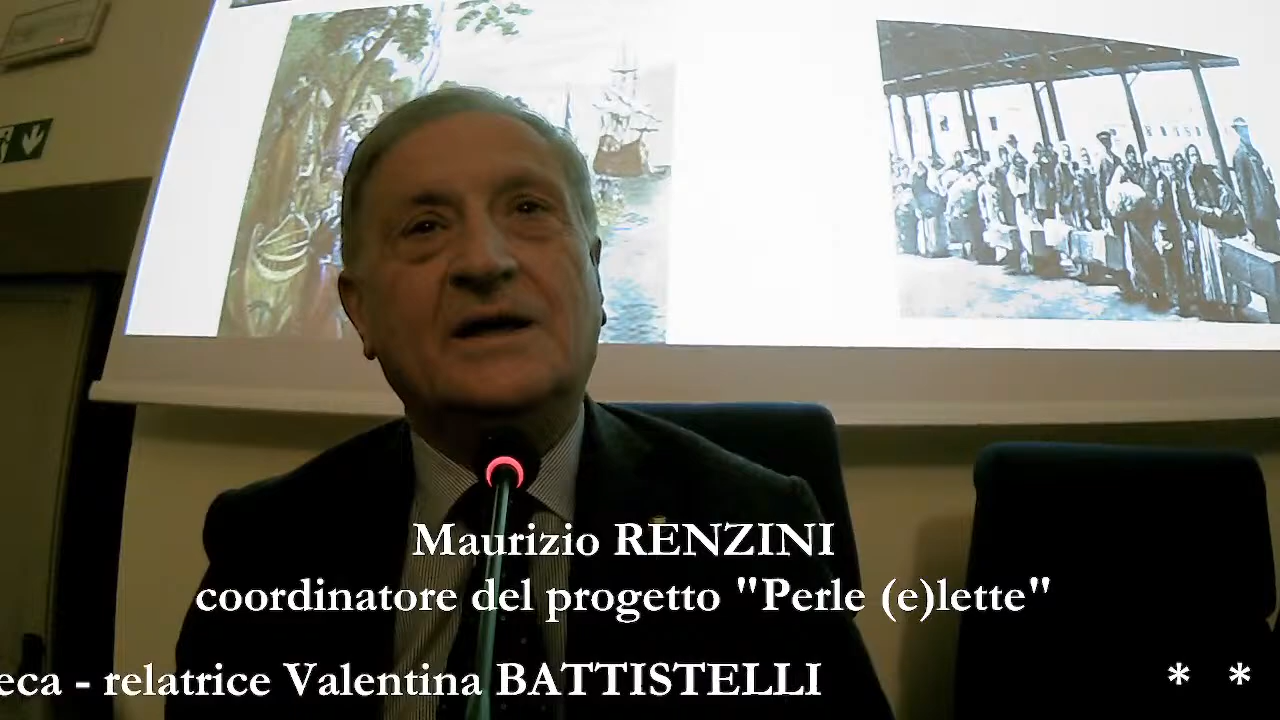 Maurizio RENZINI
coordinatore del progetto "Perle (e)lette"
eca - relatrice Valentina BATTISTELLI * *